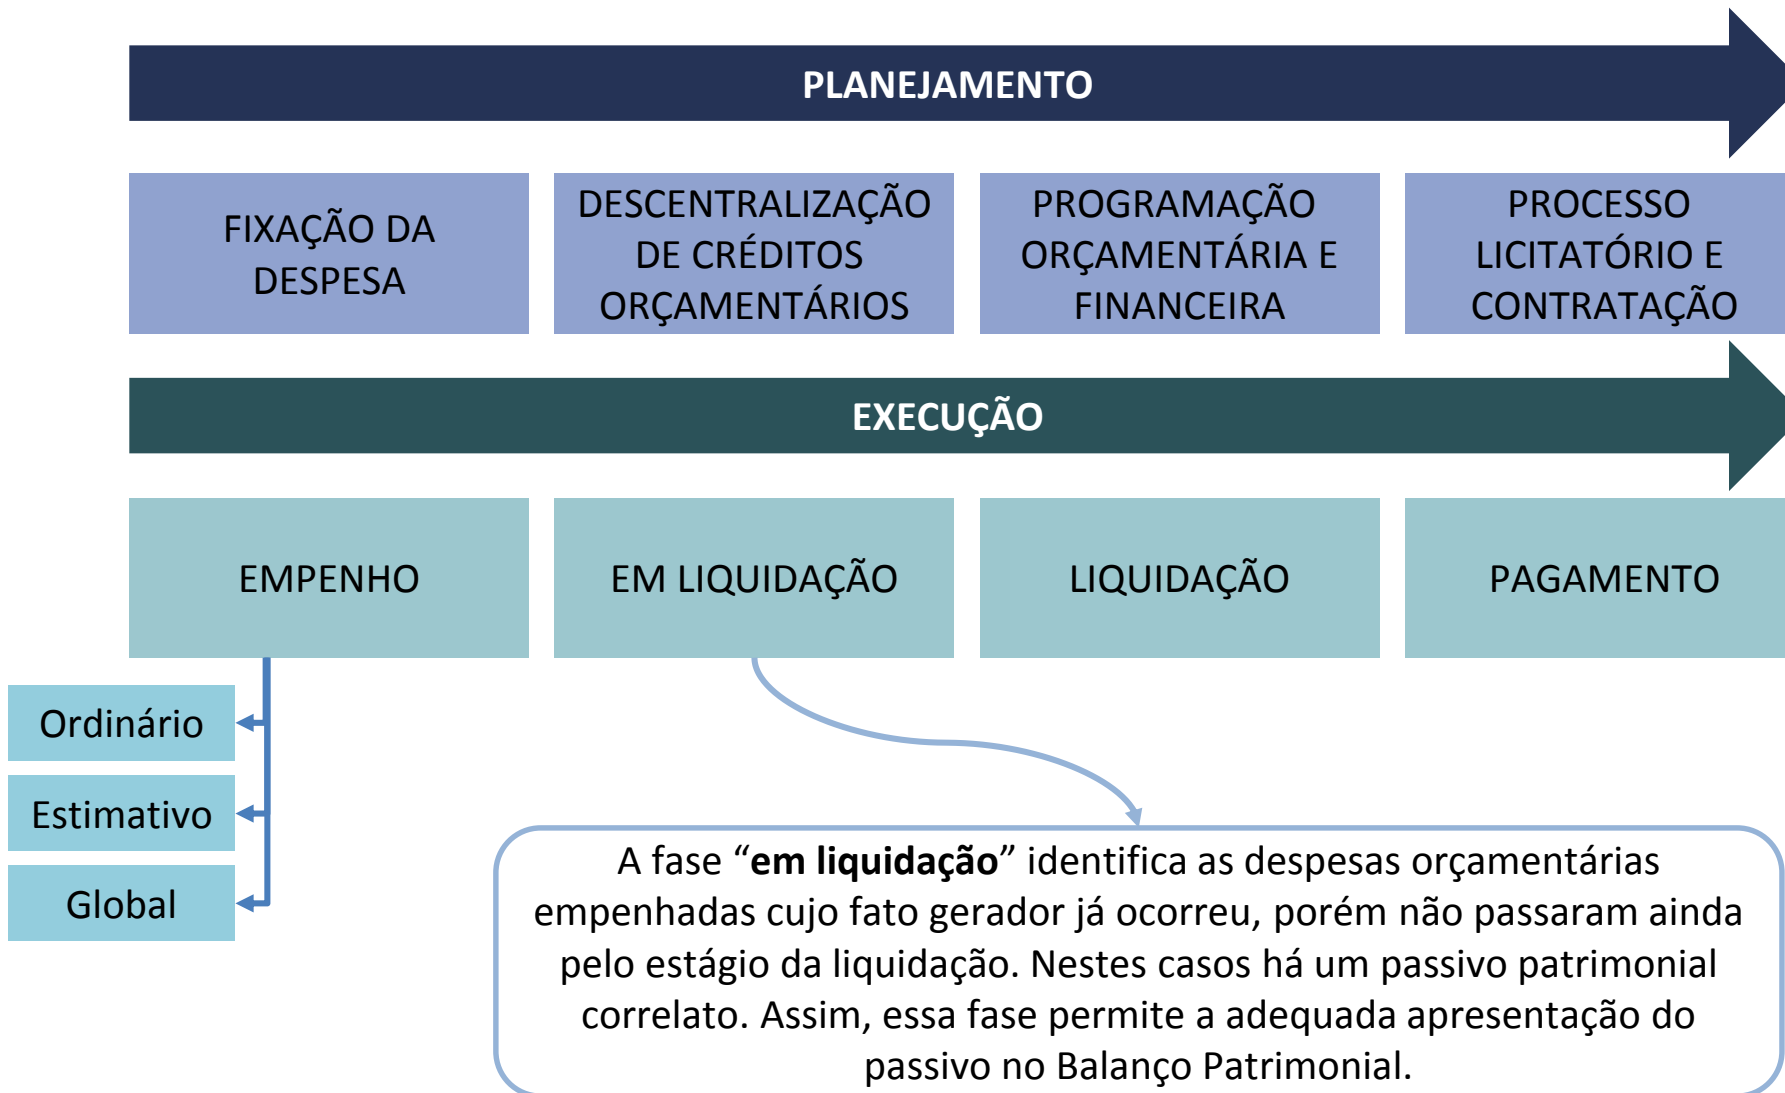 PLANEJAMENTO
FIXAÇÃO DA
DESPESA
DESCENTRALIZAÇÃO
DE CRÉDITOS
ORÇAMENTÁRIOS
PROGRAMAÇÃO
ORÇAMENTÁRIA E
FINANCEIRA
PROCESSO
LICITATÓRIO E
CONTRATAÇÃO
EXECUÇÃO
EMPENHO
EM LIQUIDAÇÃO
LIQUIDAÇÃO
PAGAMENTO
Ordinário
Estimativo
Global
A fase “em liquidação” identifica as despesas orçamentárias
empenhadas cujo fato gerador já ocorreu, porém não passaram ainda
pelo estágio da liquidação. Nestes casos há um passivo patrimonial
correlato. Assim, essa fase permite a adequada apresentação do
passivo no Balanço Patrimonial.